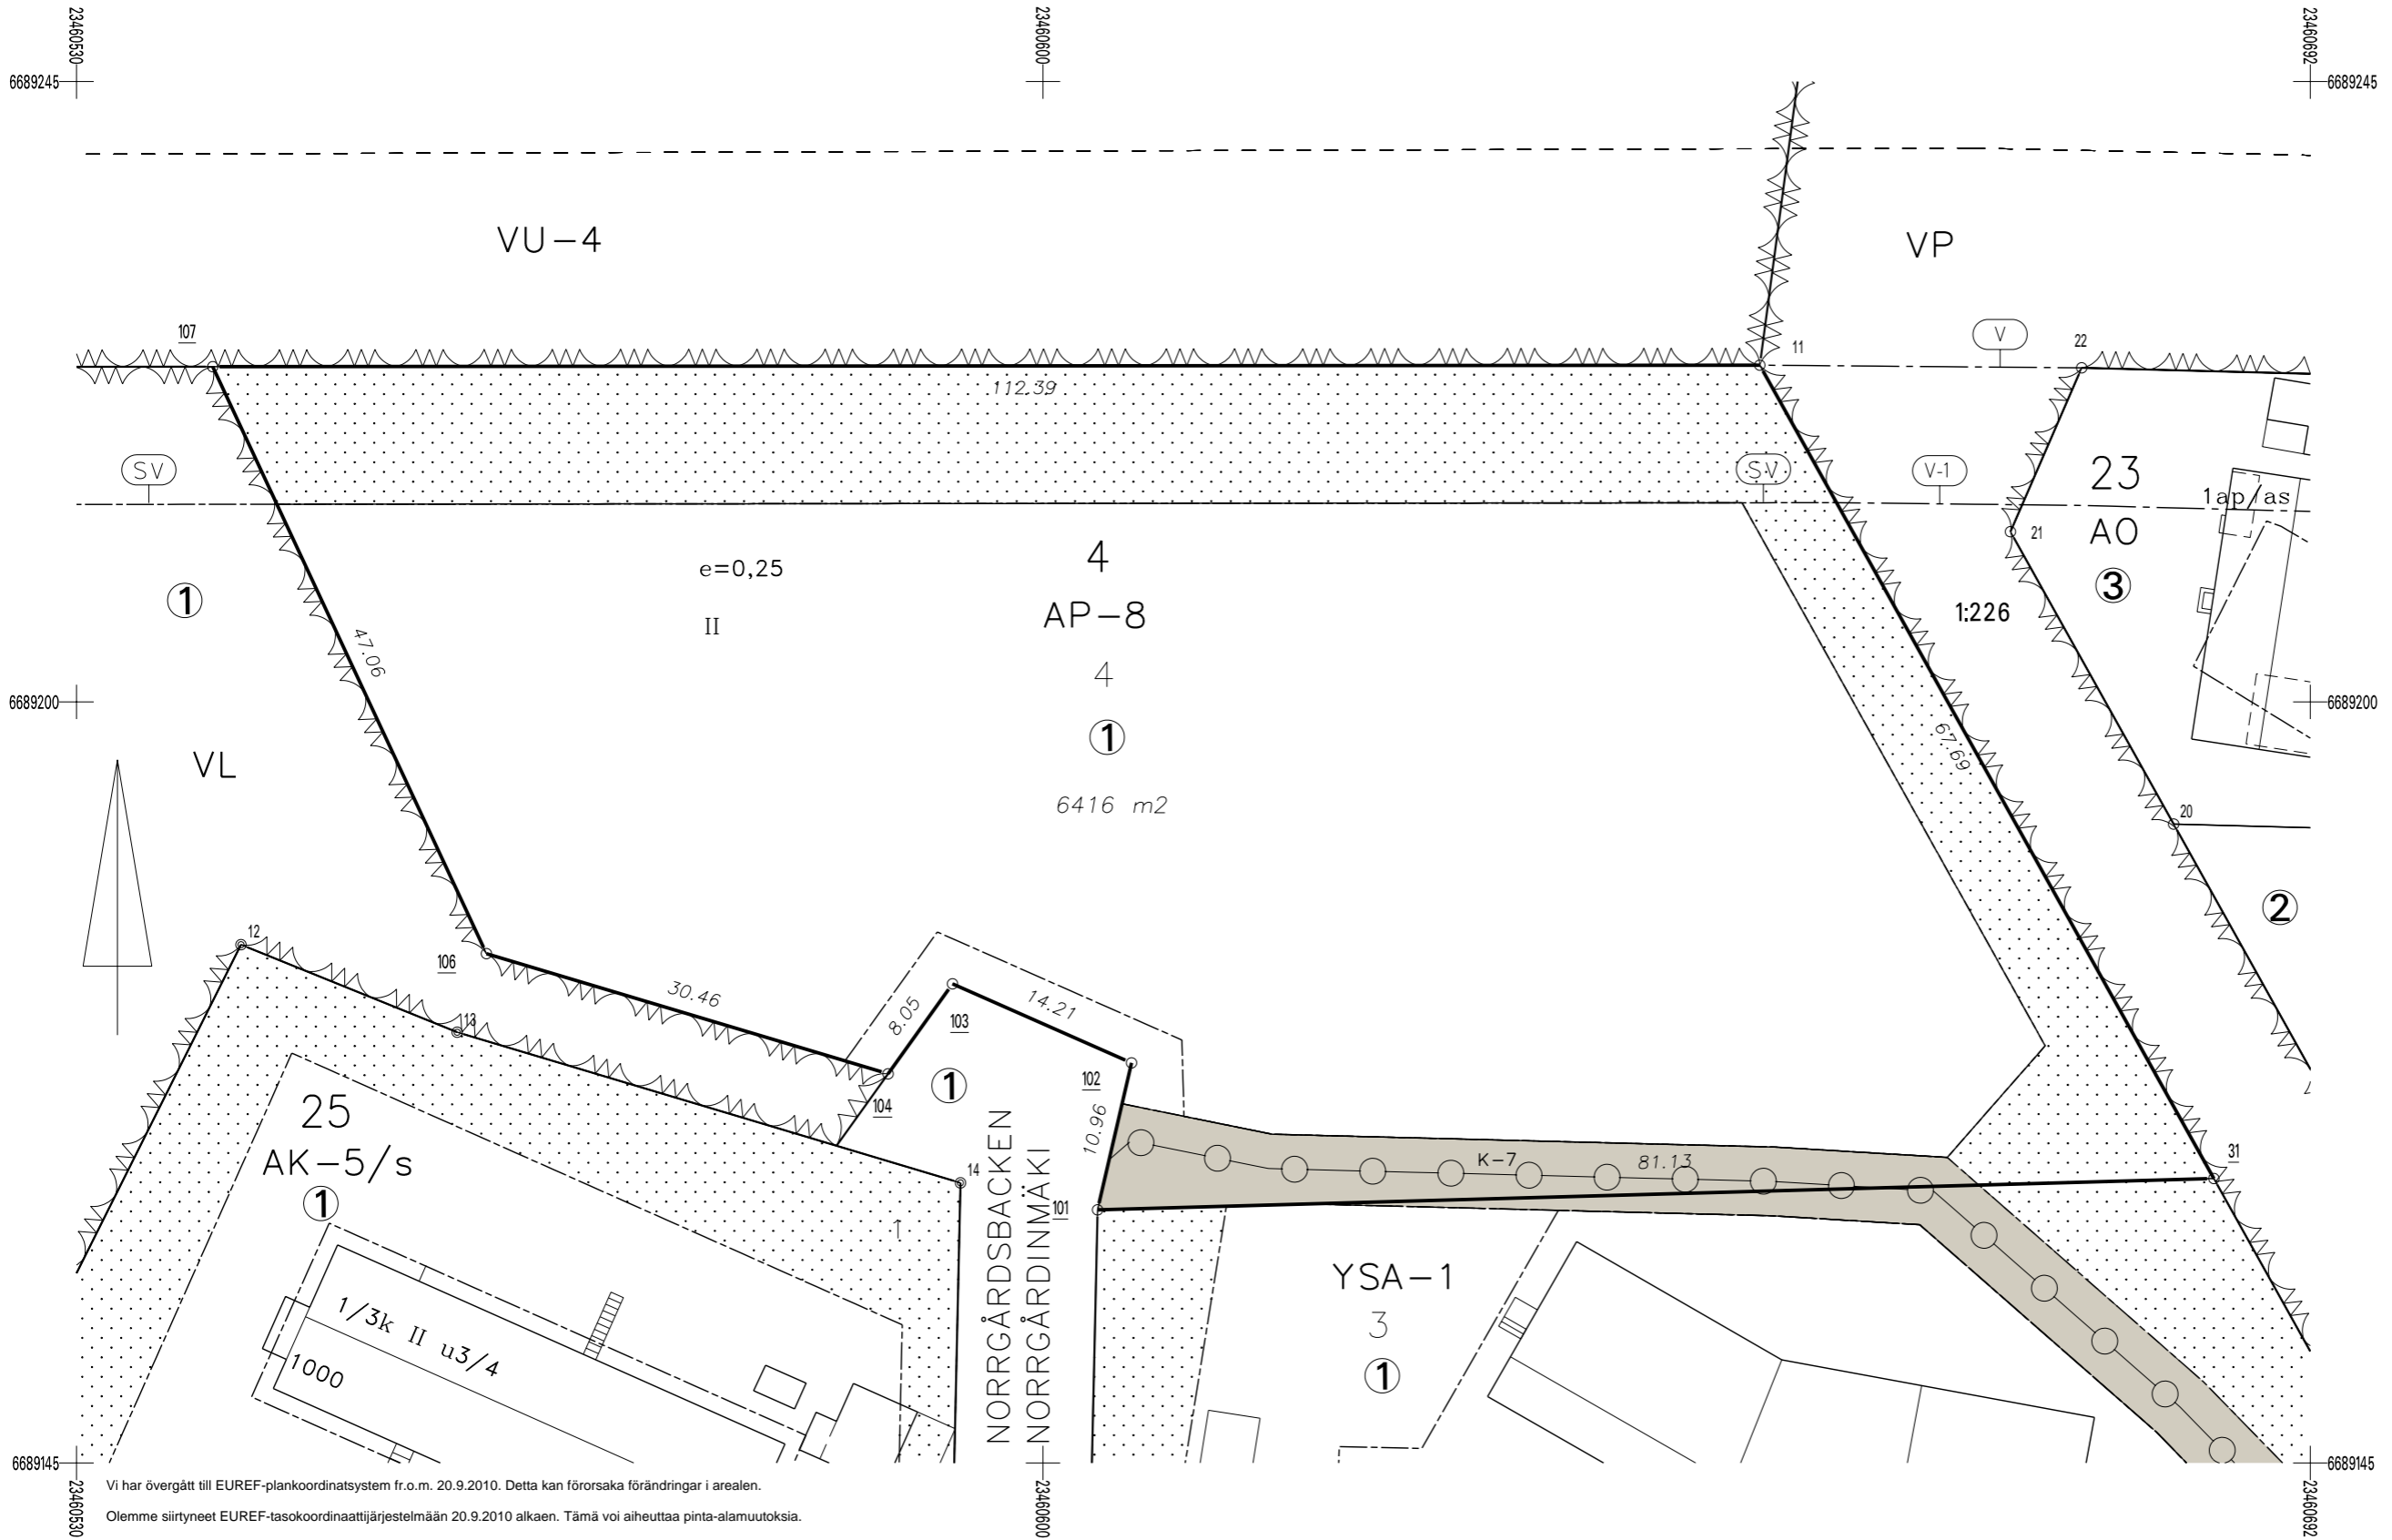 23460530
23460600
23460692
6689245
6689245
VU-4
VP
107
11
V
22
112.39
SV
SV
V-1
23
1ap/as
21
AO
3
4
e=0,25
AP-8
II
1
1:226
47.06
4
6689200
6689200
1
67.69
VL
6416 m2
20
2
12
106
30.46
8.05
103
14.21
13
1
102
104
10.96
25
AK-5/s
1
14
K-7
81.13
31
101
NORRGÅRDSBACKEN
NORRGÅRDINMÄKI
YSA-1
3
1
1/3k II u3/4
1000
6689145
6689145
Vi har övergått till EUREF-plankoordinatsystem fr.o.m. 20.9.2010. Detta kan förorsaka förändringar i arealen.
Olemme siirtyneet EUREF-tasokoordinaattijärjestelmään 20.9.2010 alkaen. Tämä voi aiheuttaa pinta-alamuutoksia.
23460530
23460600
23460692